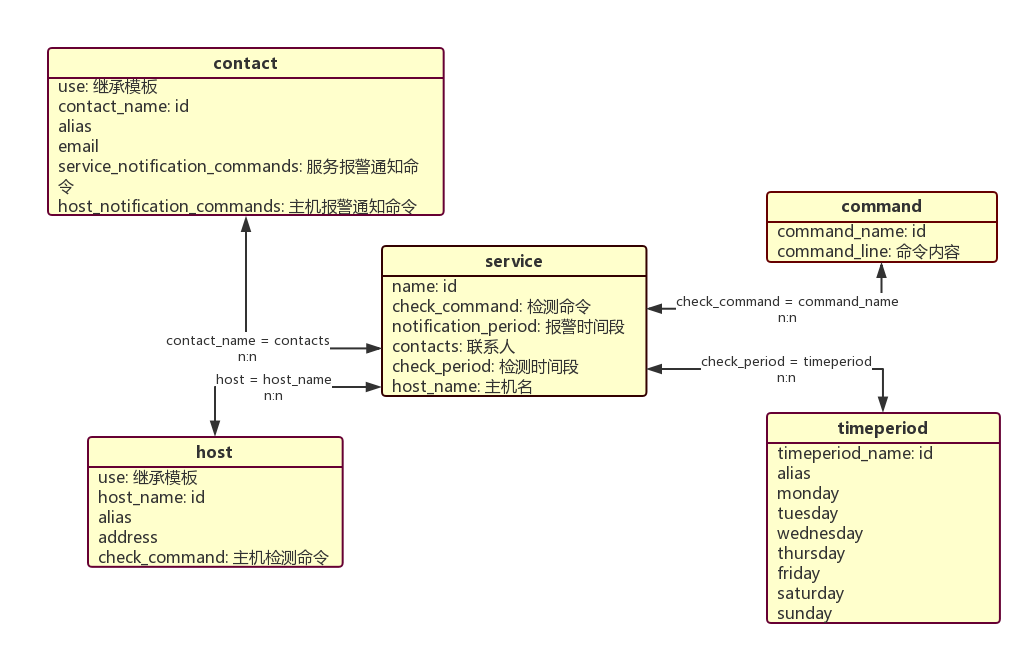 contact
use: 继承模板
contact_name: id
alias
email
service_notification_commands: 服务报警通知命
令
host_notification_commands: 主机报警通知命令
command
command_name: id
command_line: 命令内容
service
name: id
check_command: 检测命令
notification_period: 报警时间段
contacts: 联系人
check_period: 检测时间段
host_name: 主机名
check_command = command_name
n:n
contact_name = contacts
n:n
check_period = timeperiod
n:n
host = host_name
n:n
host
use: 继承模板
host_name: id
alias
address
check_command: 主机检测命令
timeperiod
timeperiod_name: id
alias
monday
tuesday
wednesday
thursday
friday
saturday
sunday